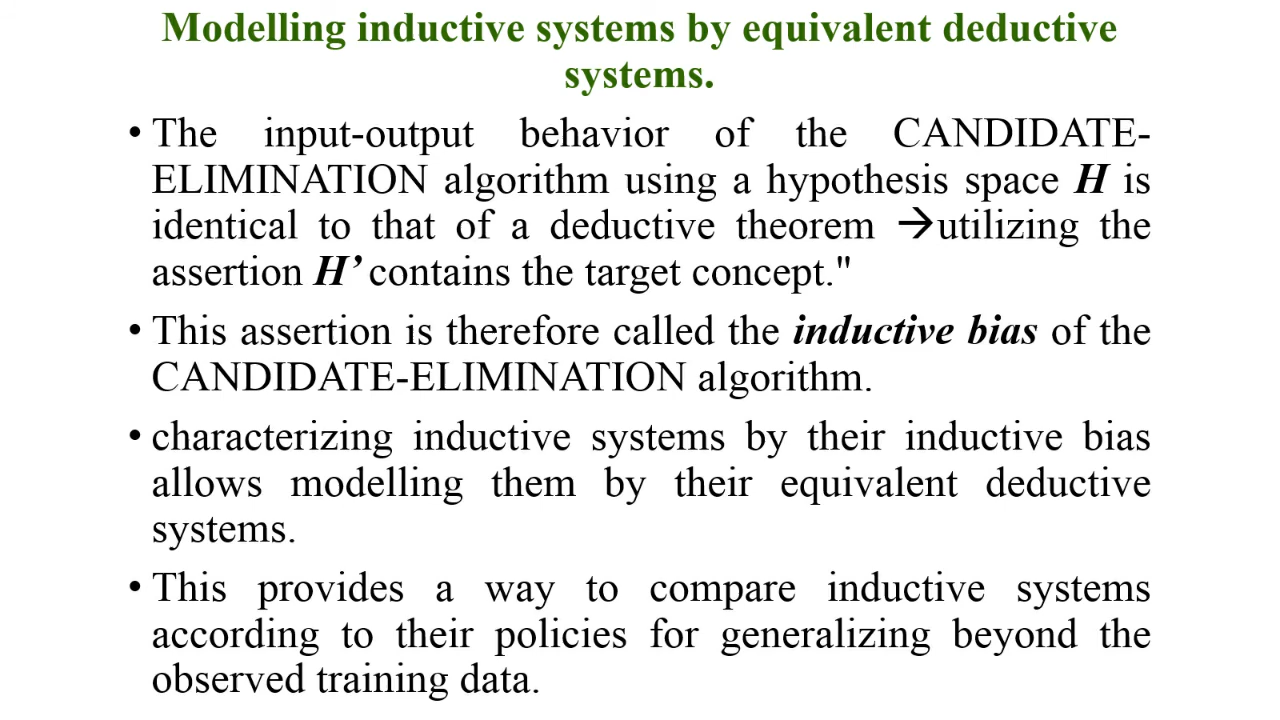 Modelling inductive systems by equivalent deductive
systems.
• The input-output behavior of the CANDIDATE-
ELIMINATION algorithm using a hypothesis space H is
identical to that of a deductive theorem →utilizing the
assertion H’ contains the target concept."
• This assertion is therefore called the inductive bias of the
CANDIDATE-ELIMINATION algorithm.
• characterizing inductive systems by their inductive bias
allows modelling them by their equivalent deductive
systems.
• This provides a way to compare inductive systems
according to their policies for generalizing beyond the
observed training data.